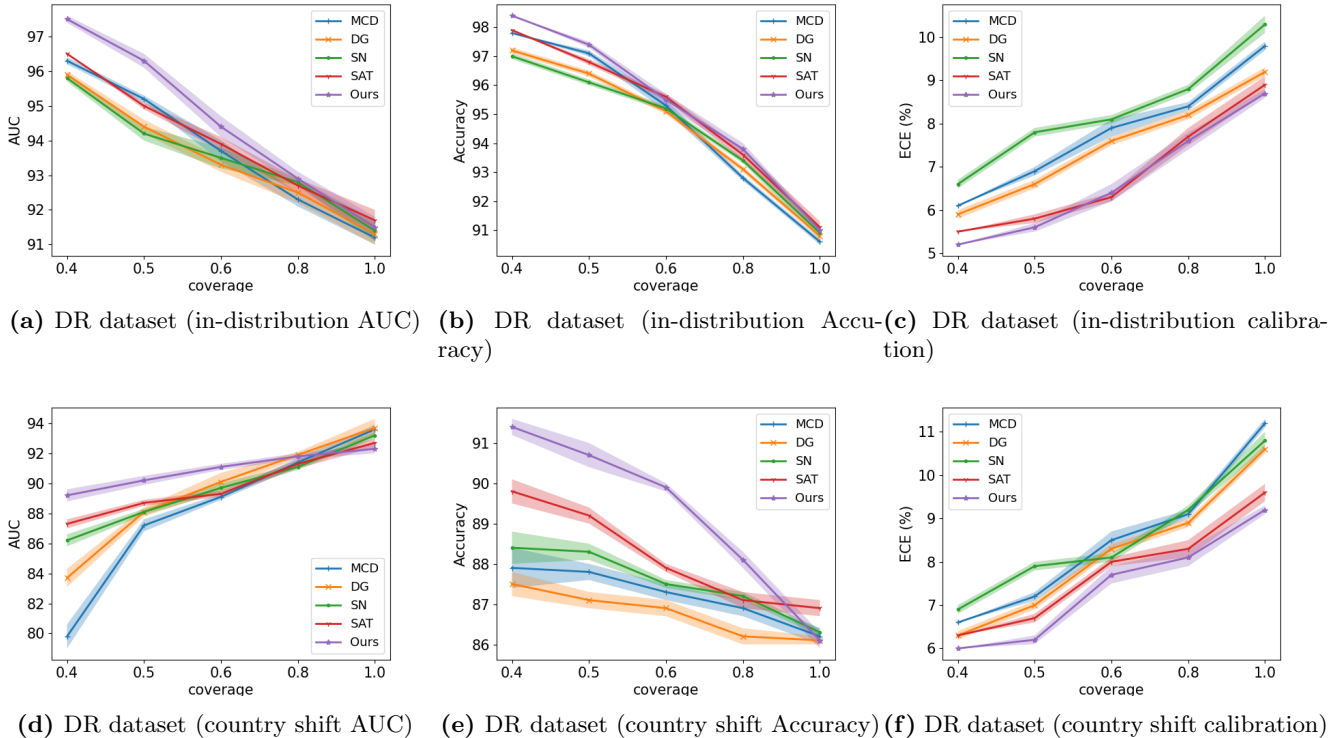 97
96
95
94
93
92
91
AUC
0.4 0.5 0.6 0.8 1.0
coverage
MCD
DG
SN
SAT
Ours
98
97
96
95
94
93
92
91
Accuracy
0.4 0.5 0.6 0.8 1.0
coverage
MCD
DG
SN
SAT
Ours
10
9
8
7
6
5
ECE (%)
0.4 0.5 0.6 0.8 1.0
coverage
MCD
DG
SN
SAT
Ours
(a) DR dataset (in-distribution AUC)
(b) DR dataset (in-distribution Accu-
racy)
(c) DR dataset (in-distribution calibra-
tion)
94
92
90
88
86
84
82
80
AUC
0.4 0.5 0.6 0.8 1.0
coverage
MCD
DG
SN
SAT
Ours
91
90
89
88
87
86
Accuracy
0.4 0.5 0.6 0.8 1.0
coverage
MCD
DG
SN
SAT
Ours
11
10
9
8
7
6
ECE (%)
0.4 0.5 0.6 0.8 1.0
coverage
MCD
DG
SN
SAT
Ours
(d) DR dataset (country shift AUC)
(e) DR dataset (country shift Accuracy)
(f) DR dataset (country shift calibration)